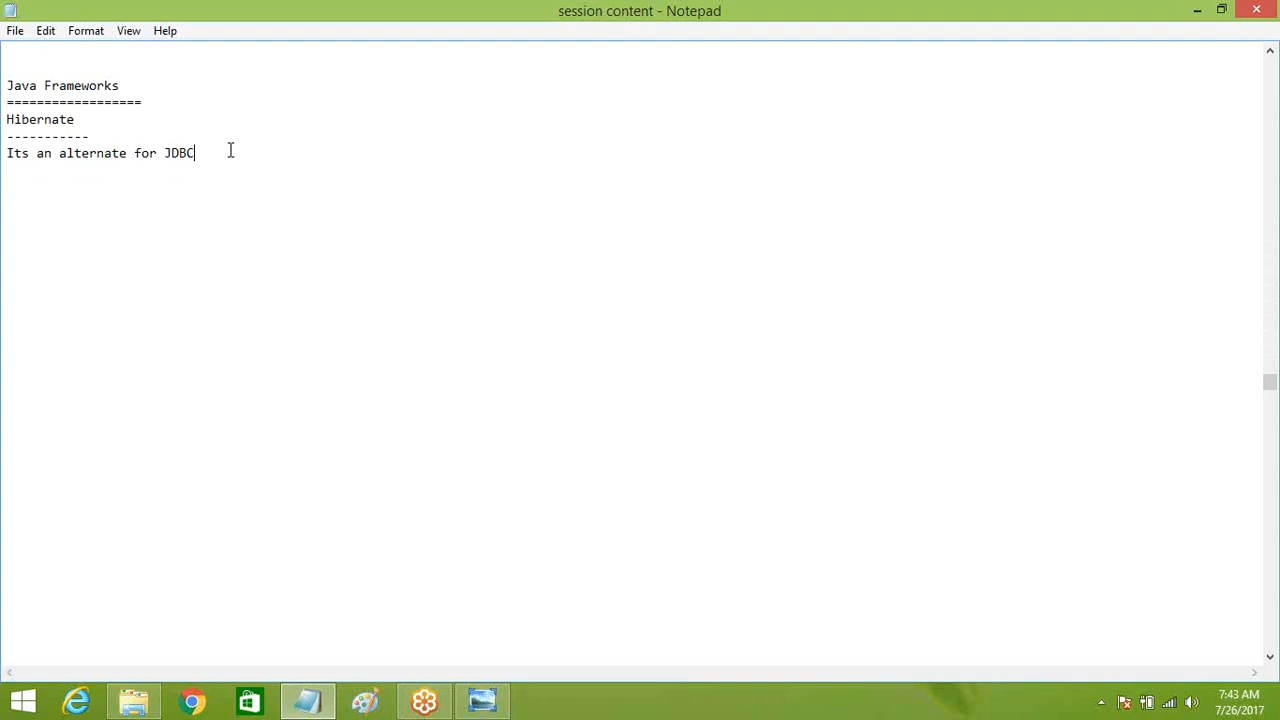 session content - Notepad
File Edit Format View Help
Java Frameworks
==================
Hibernate
-----------
Its an alternate for JDBC
7:43 AM
7/26/2017